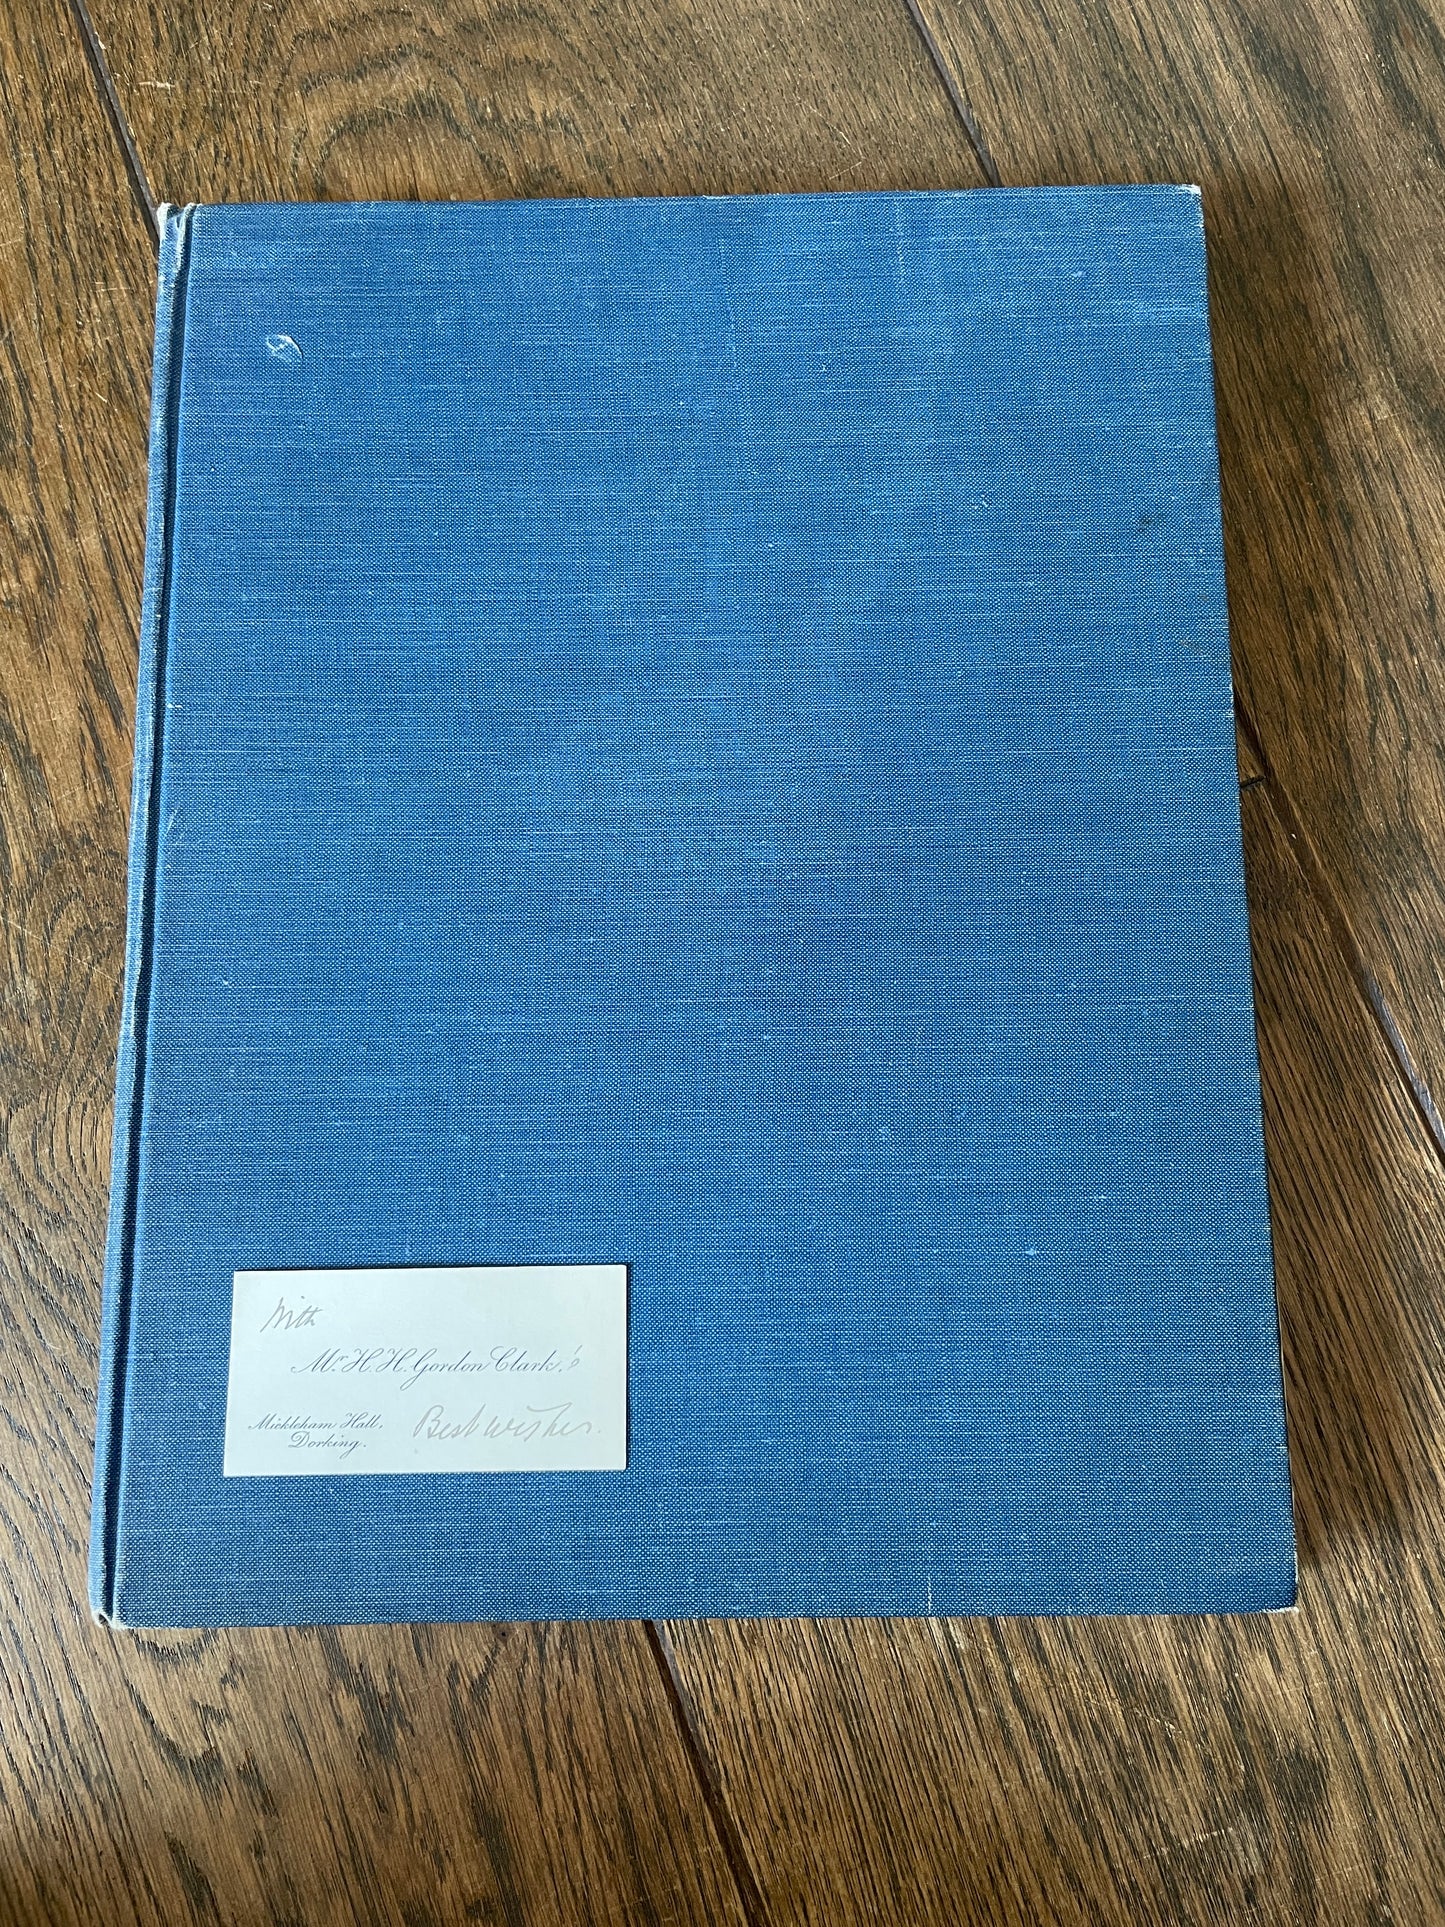 With
Mr. H. H. Gordon Clark's
Mickleham Hall,
Dorking.
Best wishes.